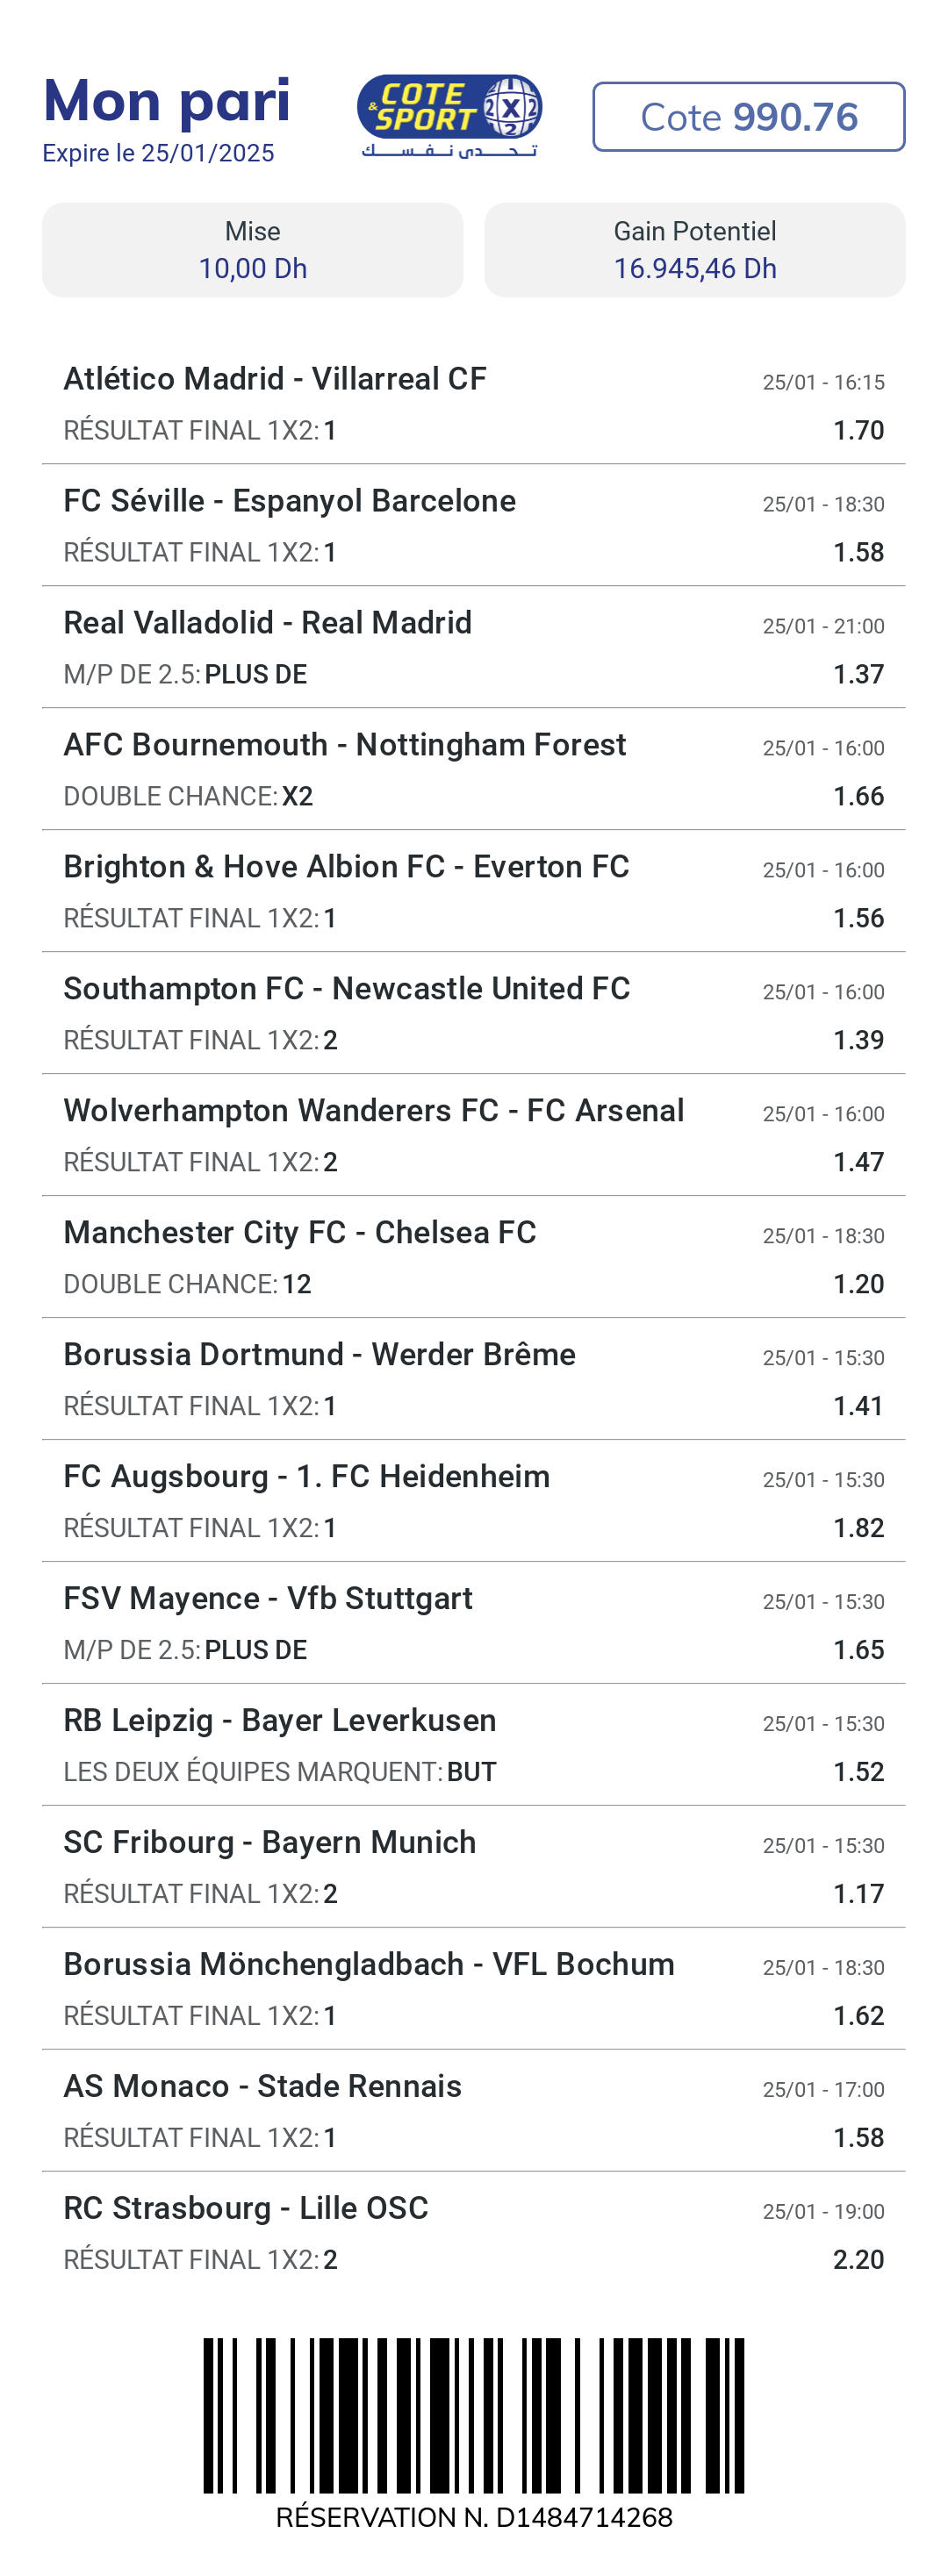 Mon pari
Expire le 25/01/2025
COTE
& SPORT
1
2 X 2
2
تحدى نفسك
Cote 990.76
Mise
10,00 Dh
Gain Potentiel
16.945,46 Dh
Atlético Madrid - Villarreal CF 25/01 - 16:15
RÉSULTAT FINAL 1X2: 1 1.70
FC Séville - Espanyol Barcelone 25/01 - 18:30
RÉSULTAT FINAL 1X2: 1 1.58
Real Valladolid - Real Madrid 25/01 - 21:00
M/P DE 2.5: PLUS DE 1.37
AFC Bournemouth - Nottingham Forest 25/01 - 16:00
DOUBLE CHANCE: X2 1.66
Brighton & Hove Albion FC - Everton FC 25/01 - 16:00
RÉSULTAT FINAL 1X2: 1 1.56
Southampton FC - Newcastle United FC 25/01 - 16:00
RÉSULTAT FINAL 1X2: 2 1.39
Wolverhampton Wanderers FC - FC Arsenal 25/01 - 16:00
RÉSULTAT FINAL 1X2: 2 1.47
Manchester City FC - Chelsea FC 25/01 - 18:30
DOUBLE CHANCE: 12 1.20
Borussia Dortmund - Werder Brême 25/01 - 15:30
RÉSULTAT FINAL 1X2: 1 1.41
FC Augsbourg - 1. FC Heidenheim 25/01 - 15:30
RÉSULTAT FINAL 1X2: 1 1.82
FSV Mayence - Vfb Stuttgart 25/01 - 15:30
M/P DE 2.5: PLUS DE 1.65
RB Leipzig - Bayer Leverkusen 25/01 - 15:30
LES DEUX ÉQUIPES MARQUENT: BUT 1.52
SC Fribourg - Bayern Munich 25/01 - 15:30
RÉSULTAT FINAL 1X2: 2 1.17
Borussia Mönchengladbach - VFL Bochum 25/01 - 18:30
RÉSULTAT FINAL 1X2: 1 1.62
AS Monaco - Stade Rennais 25/01 - 17:00
RÉSULTAT FINAL 1X2: 1 1.58
RC Strasbourg - Lille OSC 25/01 - 19:00
RÉSULTAT FINAL 1X2: 2 2.20
RÉSERVATION N. D1484714268